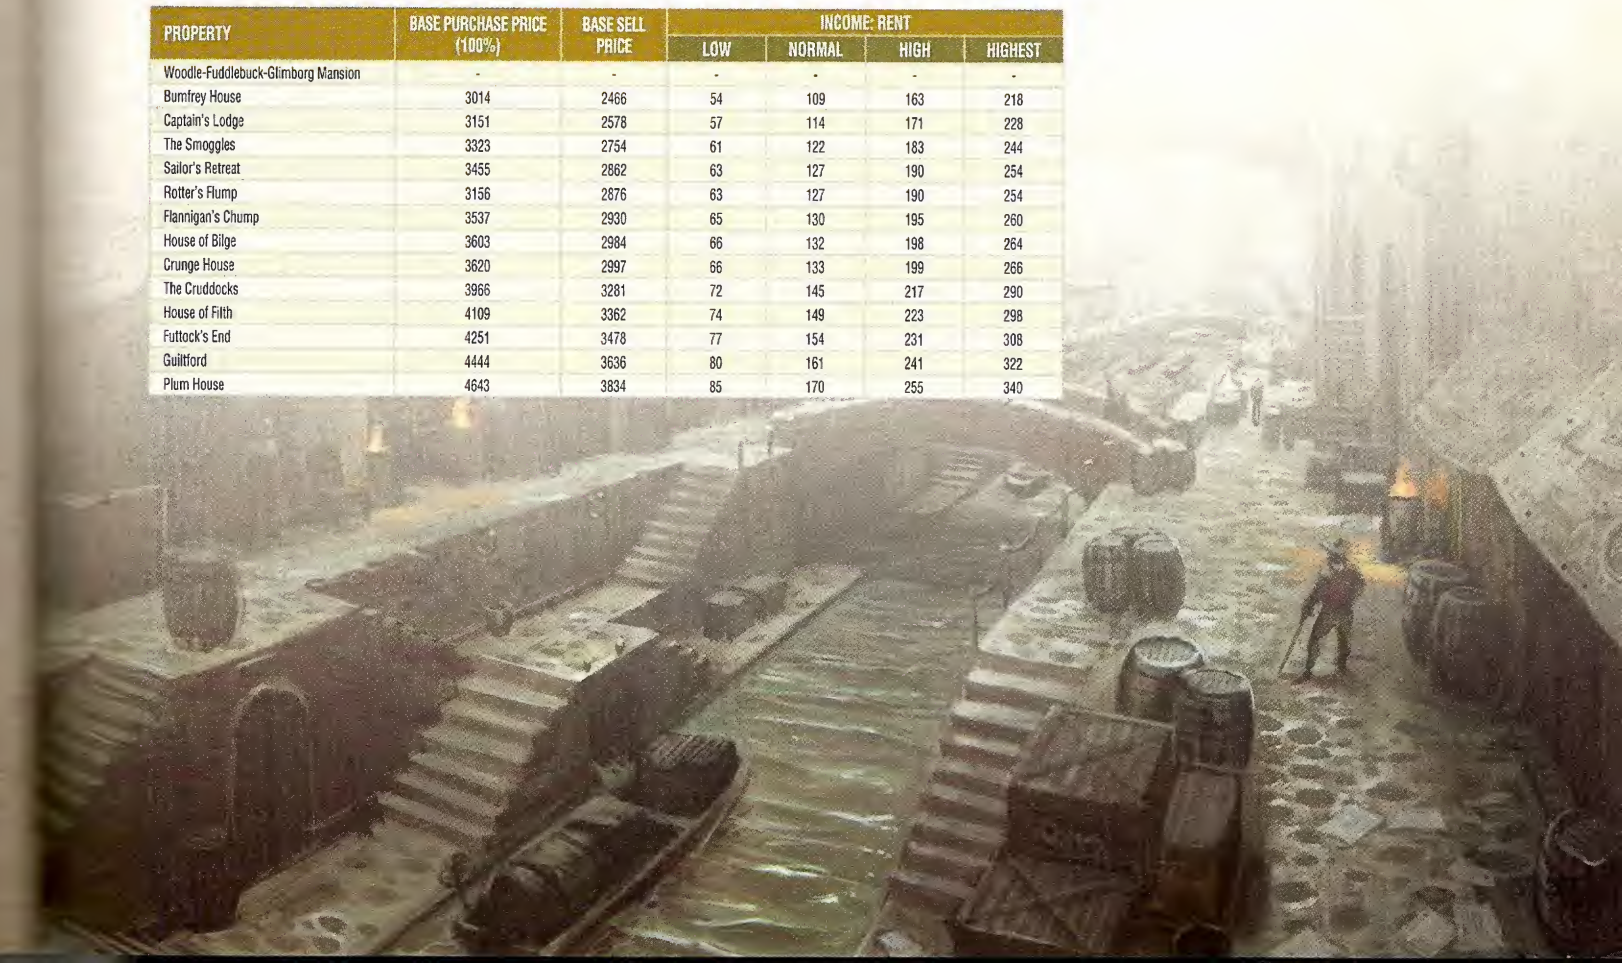 PROPERTY BASE PURCHASE PRICE (100%) BASE SELL PRICE INCOME: RENT
LOW NORMAL HIGH HIGHEST
Woodle-Fuddlebuck-Glimborg Mansion - - - - - -
Bumfrey House 3014 2466 54 109 163 218
Captain's Lodge 3151 2578 57 114 171 228
The Smoggles 3323 2754 61 122 183 244
Sailor's Retreat 3455 2862 63 127 190 254
Rotter's Flump 3156 2876 63 127 190 254
Flannigan's Chump 3537 2930 65 130 195 260
House of Bilge 3603 2984 66 132 198 264
Crunge House 3620 2997 66 133 199 266
The Cruddocks 3966 3281 72 145 217 290
House of Filth 4109 3362 74 149 223 298
Futtock's End 4251 3478 77 154 231 308
Guiltford 4444 3636 80 161 241 322
Plum House 4643 3834 85 170 255 340